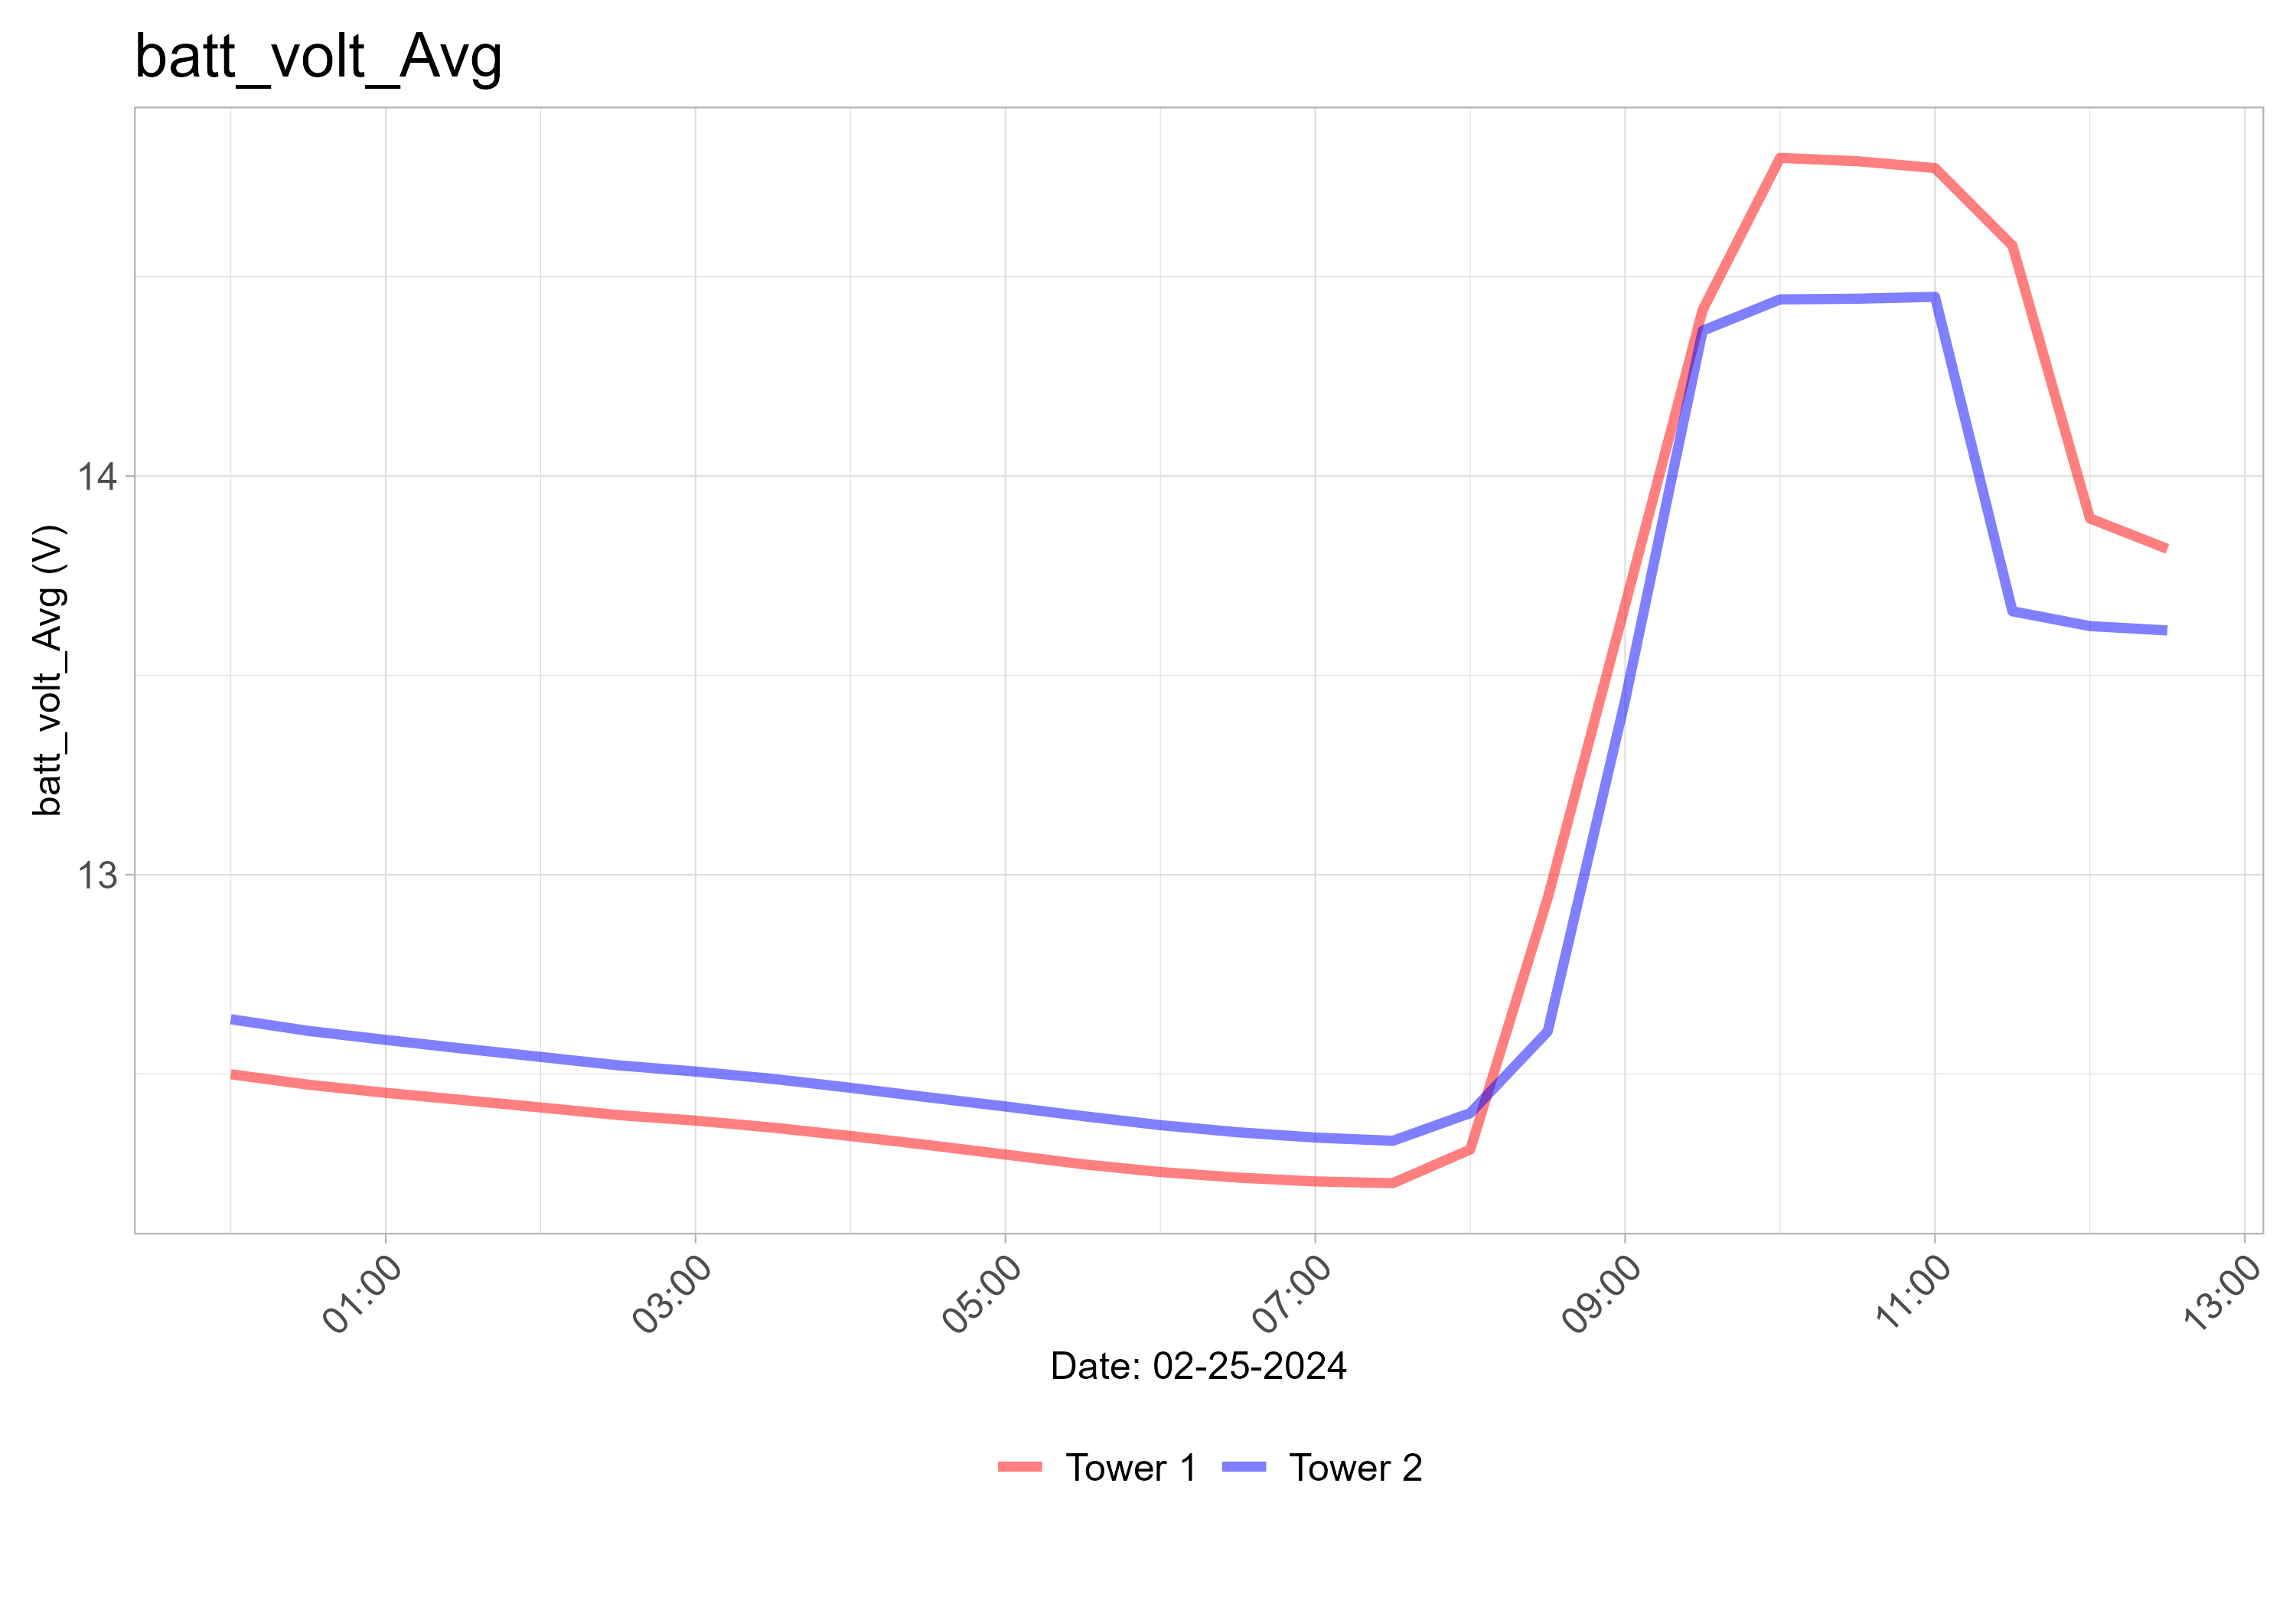 batt_volt_Avg
batt_volt_Avg (V)
14
13
01:00 03:00 05:00 07:00 09:00 11:00 13:00
Date: 02-25-2024
Tower 1 Tower 2